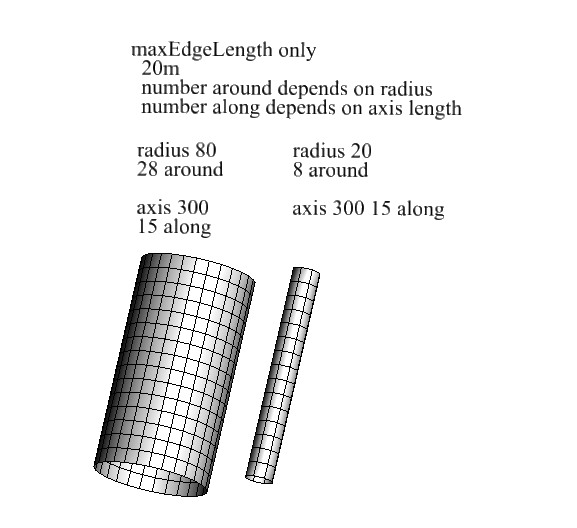 maxEdgeLength only
20m
number around depends on radius
number along depends on axis length
radius 80
28 around
radius 20
8 around
axis 300
15 along
axis 300 15 along